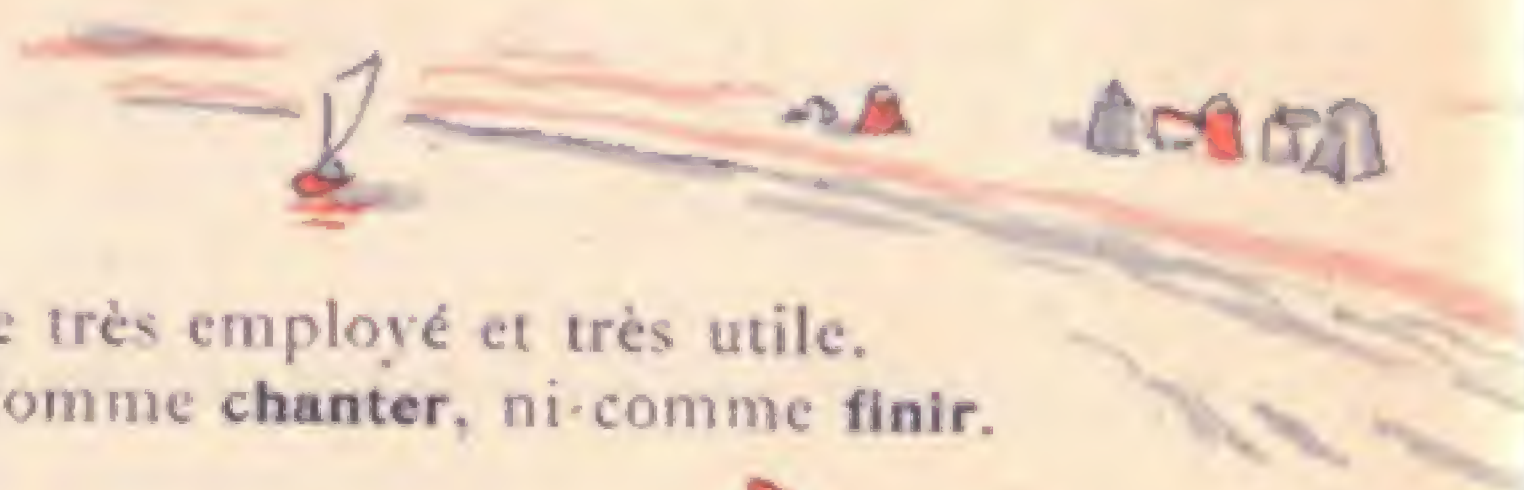 e très employé et très utile.
omme chanter, ni comme finir.